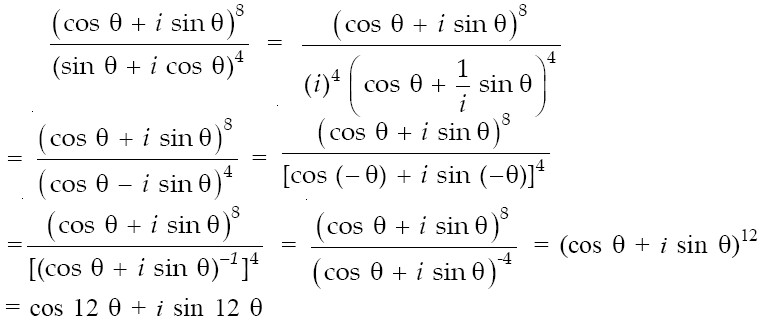 (cos θ + i sin θ)^8 / (sin θ + i cos θ)^4 = (cos θ + i sin θ)^8 / (i)^4 (cos θ + 1/i sin θ)^4
= (cos θ + i sin θ)^8 / (cos θ − i sin θ)^4 = (cos θ + i sin θ)^8 / [cos (− θ) + i sin (−θ)]^4
= (cos θ + i sin θ)^8 / [(cos θ + i sin θ)^–1]^4 = (cos θ + i sin θ)^8 / (cos θ + i sin θ)^-4 = (cos θ + i sin θ)^12
= cos 12 θ + i sin 12 θ